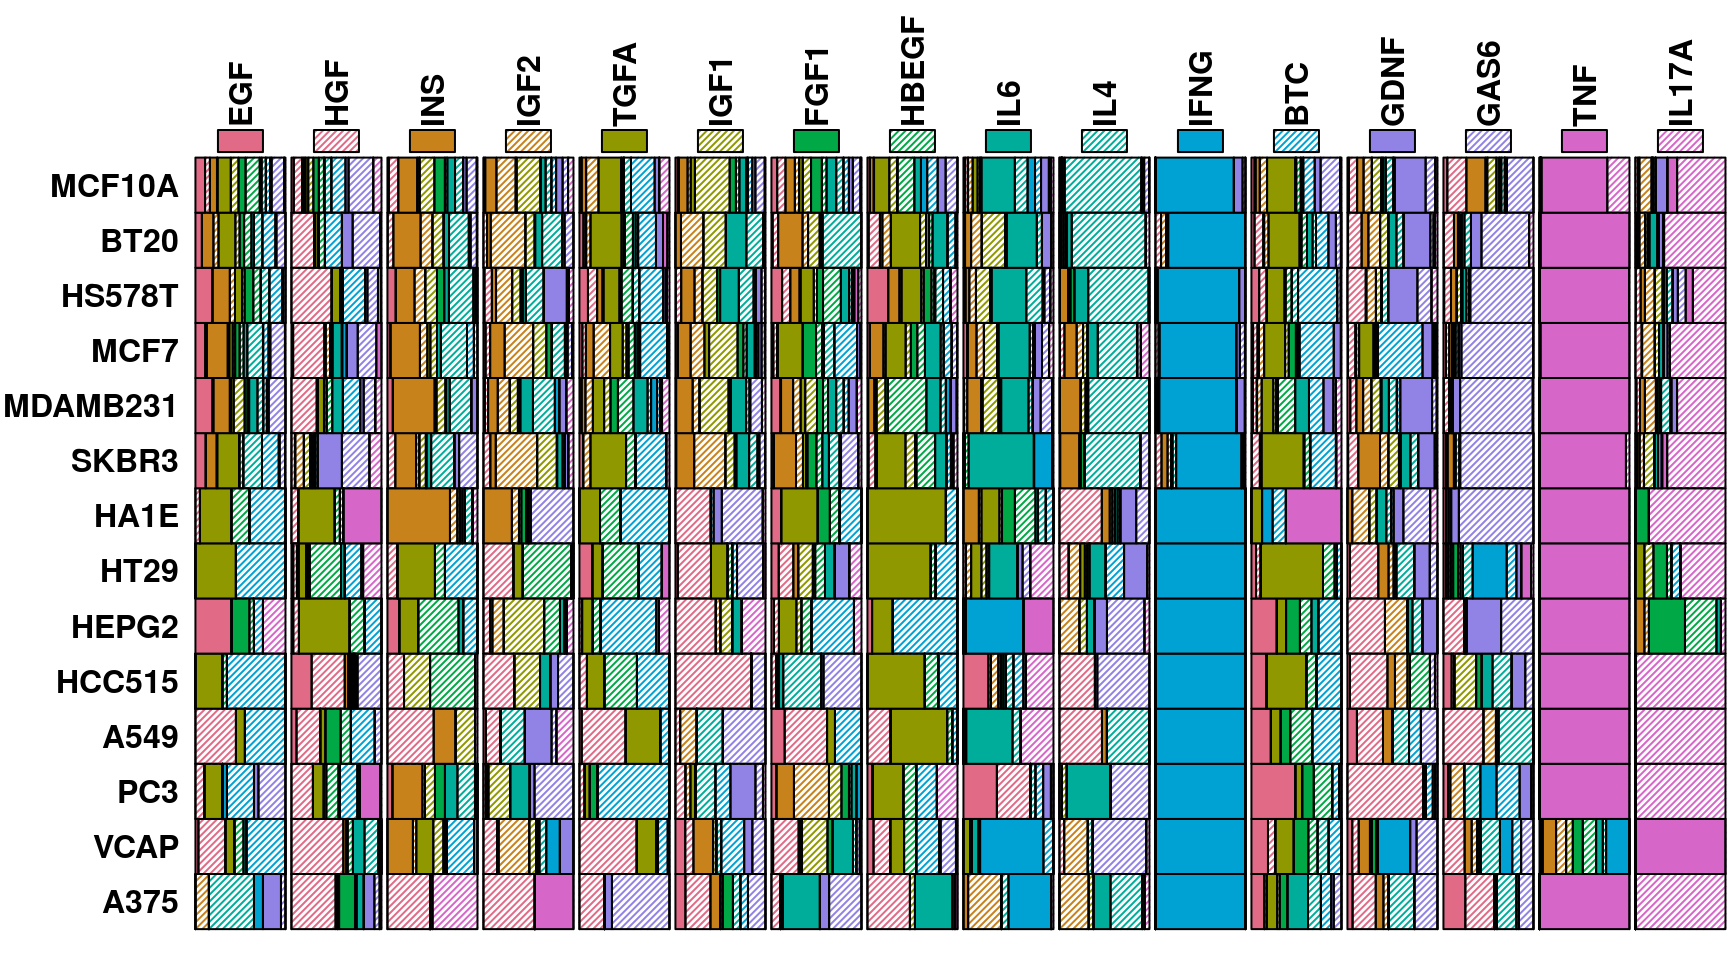 EGF
HGF
INS
IGF2
TGFA
IGF1
FGF1
HBEGF
IL6
IL4
IFNG
BTC
GDNF
GAS6
TNF
IL17A
MCF10A
BT20
HS578T
MCF7
MDAMB231
SKBR3
HA1E
HT29
HEPG2
HCC515
A549
PC3
VCAP
A375